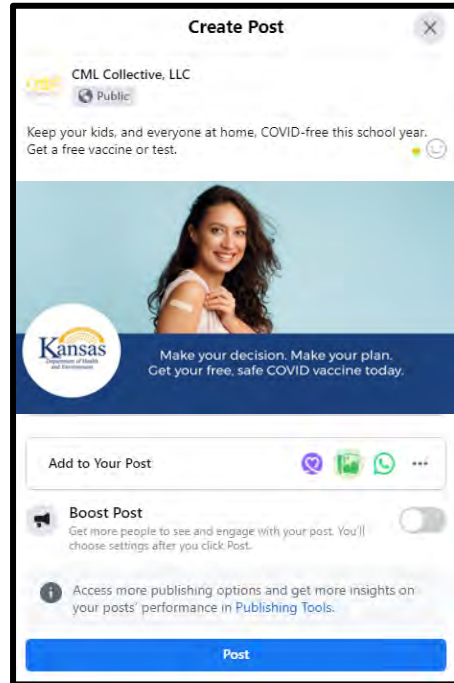 Create Post
CML Collective, LLC
Public
Keep your kids, and everyone at home, COVID-free this school year.
Get a free vaccine or test.
Kansas
Department of Health
and Environment
Make your decision. Make your plan.
Get your free, safe COVID vaccine today.
Add to Your Post
Boost Post
Get more people to see and engage with your post. You'll
choose settings after you click Post.
Access more publishing options and get more insights on
your posts' performance in Publishing Tools.
Post